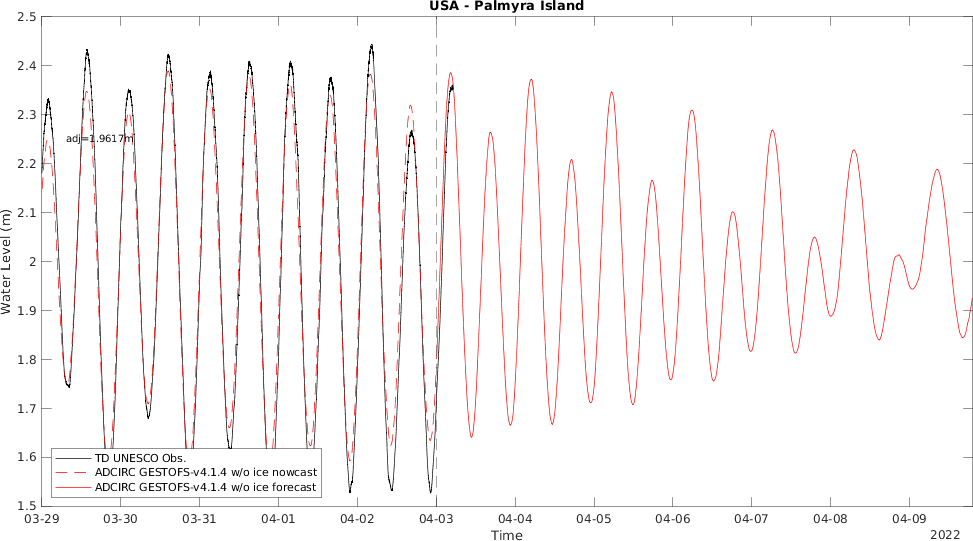 USA - Palmyra Island
2.5
2.4
2.3
2.2
2.1
2
1.9
1.8
1.7
1.6
1.5
Water Level (m)
adj=1.9617m
TD UNESCO Obs.
ADCIRC GESTOFS-v4.1.4 w/o ice nowcast
ADCIRC GESTOFS-v4.1.4 w/o ice forecast
03-29 03-30 03-31 04-01 04-02 04-03 04-04 04-05 04-06 04-07 04-08 04-09
Time
2022